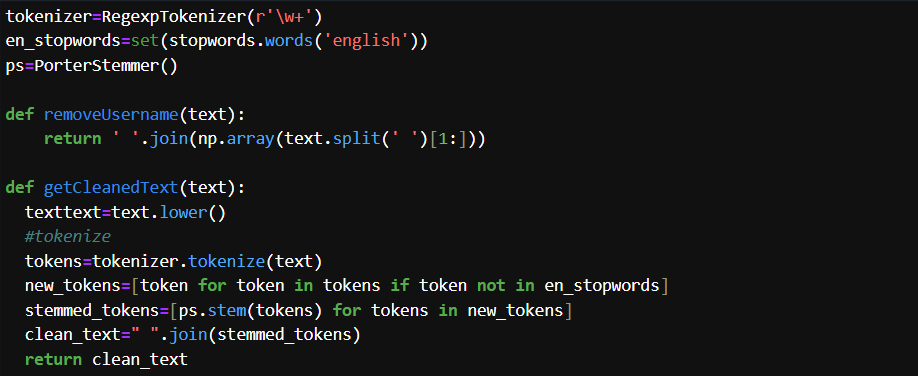 tokenizer=RegexpTokenizer(r'\w+')
en_stopwords=set(stopwords.words('english'))
ps=PorterStemmer()

def removeUsername(text):
    return ' '.join(np.array(text.split(' ')[1:]))

def getCleanedText(text):
  texttext=text.lower()
  #tokenize
  tokens=tokenizer.tokenize(text)
  new_tokens=[token for token in tokens if token not in en_stopwords]
  stemmed_tokens=[ps.stem(tokens) for tokens in new_tokens]
  clean_text=" ".join(stemmed_tokens)
  return clean_text